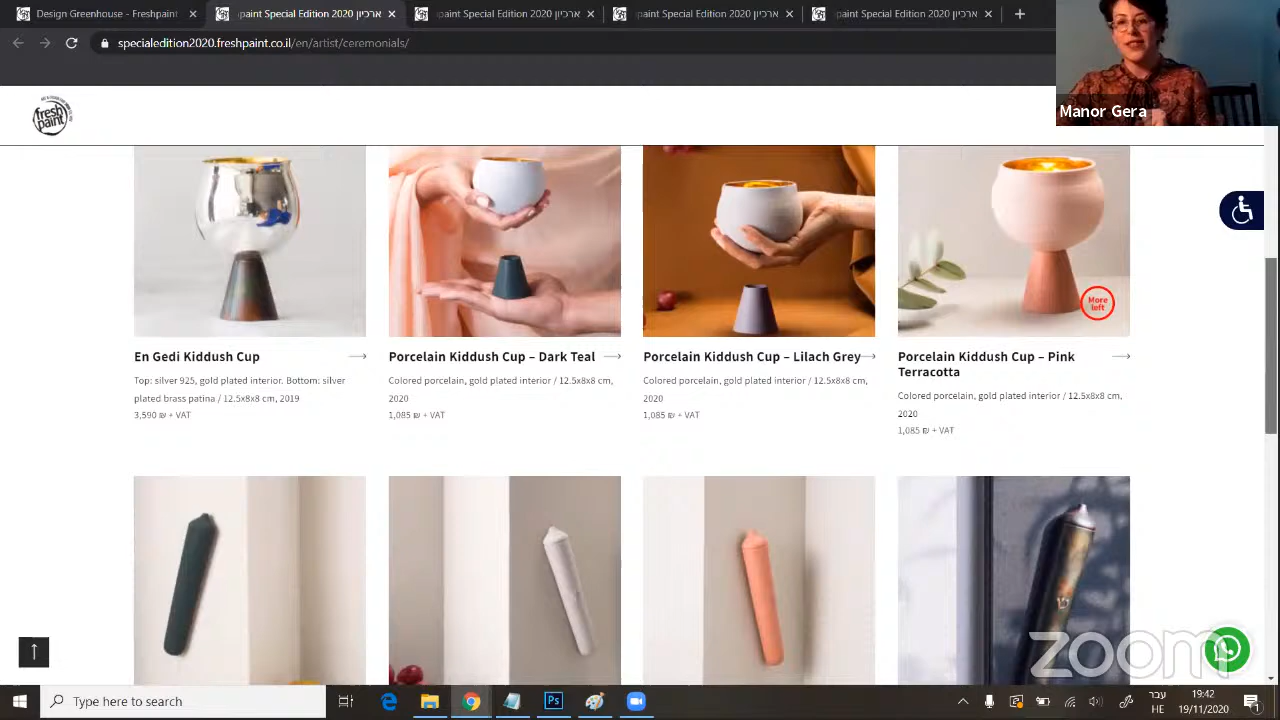 Design Greenhouse - Freshpaint
ארכיון Special Edition 2020
ארכיון Special Edition 2020
ארכיון Special Edition 2020
ארכיון Special Edition 2020
specialedition2020.freshpaint.co.il/en/artist/ceremonials/
Manor Gera
fresh
paint
More
left
En Gedi Kiddush Cup
Top: silver 925, gold plated interior. Bottom: silver
plated brass patina / 12.5x8x8 cm, 2019
3,590 ₪ + VAT
Porcelain Kiddush Cup – Dark Teal
Colored porcelain, gold plated interior / 12.5x8x8 cm,
2020
1,085 ₪ + VAT
Porcelain Kiddush Cup – Lilach Grey
Colored porcelain, gold plated interior / 12.5x8x8 cm,
2020
1,085 ₪ + VAT
Porcelain Kiddush Cup – Pink
Terracotta
Colored porcelain, gold plated interior / 12.5x8x8 cm,
2020
1,085 ₪ + VAT
ש
zoom
Type here to search
Ps
עב
19:42
HE
19/11/2020